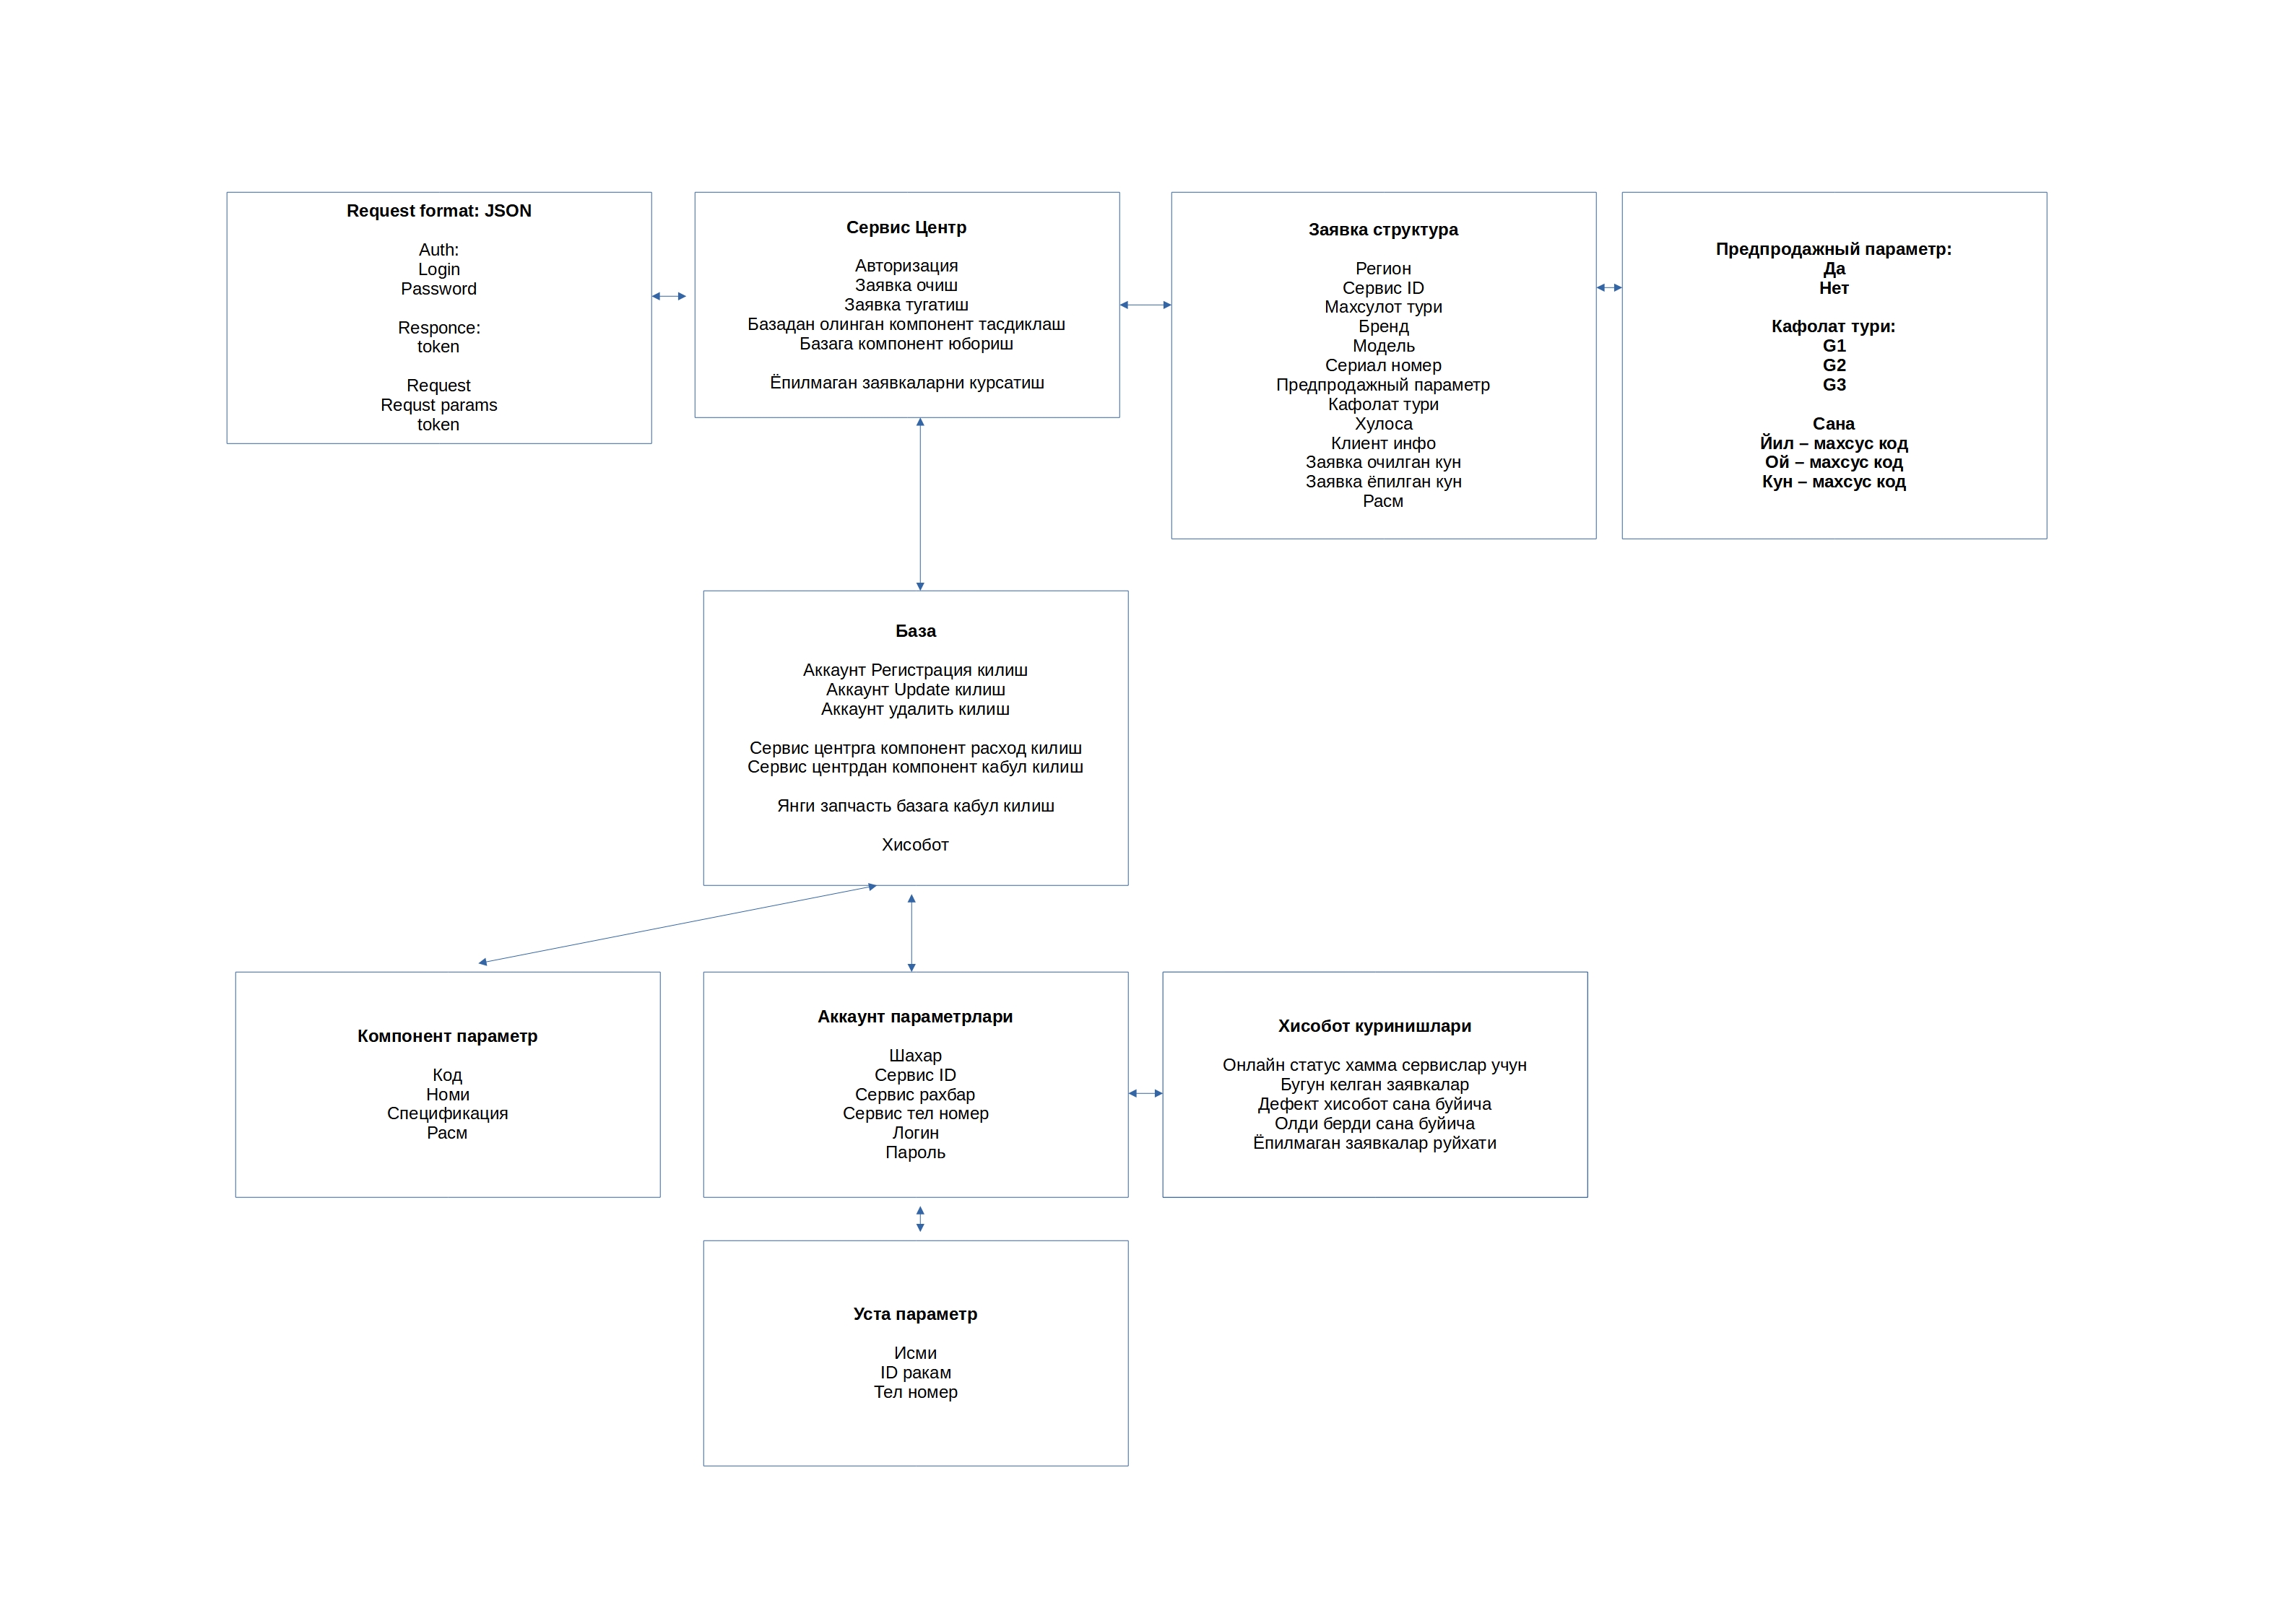 Request format: JSON
Auth:
Login
Password
Responce:
token
Request
Requst params
token
Сервис Центр
Авторизация
Заявка очиш
Заявка тугатиш
Базадан олинган компонент тасдиклаш
Базага компонент юбориш
Ёпилмаган заявкаларни курсатиш
Заявка структура
Регион
Сервис ID
Махсулот тури
Бренд
Модель
Сериал номер
Предпродажный параметр
Кафолат тури
Хулоса
Клиент инфо
Заявка очилган кун
Заявка ёпилган кун
Расм
Предпродажный параметр:
Да
Нет
Кафолат тури:
G1
G2
G3
Сана
Йил – махсус код
Ой – махсус код
Кун – махсус код
База
Аккаунт Регистрация килиш
Аккаунт Update килиш
Аккаунт удалить килиш
Сервис центрга компонент расход килиш
Сервис центрдан компонент кабул килиш
Янги запчасть базага кабул килиш
Хисобот
Компонент параметр
Код
Номи
Спецификация
Расм
Аккаунт параметрлари
Шахар
Сервис ID
Сервис рахбар
Сервис тел номер
Логин
Пароль
Хисобот куринишлари
Онлайн статус хамма сервислар учун
Бугун келган заявкалар
Дефект хисобот сана буйича
Олди берди сана буйича
Ёпилмаган заявкалар руйхати
Уста параметр
Исми
ID ракам
Тел номер